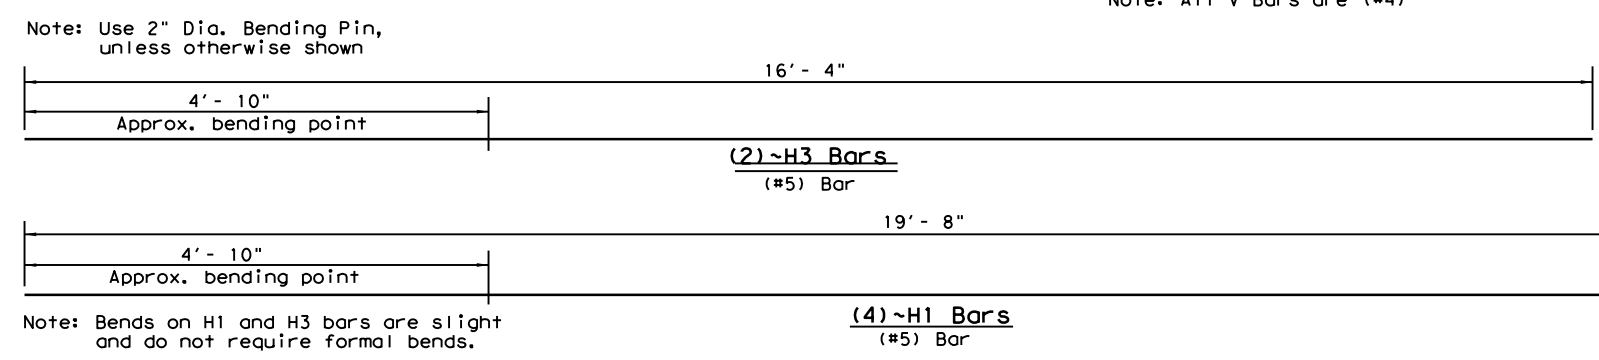 Note: All V Bars are (#4)
Note: Use 2" Dia. Bending Pin,
unless otherwise shown
16'- 4"
4'- 10"
Approx. bending point
(2)~H3 Bars
(#5) Bar
19'- 8"
4'- 10"
Approx. bending point
(4)~H1 Bars
(#5) Bar
Note: Bends on H1 and H3 bars are slight
and do not require formal bends.